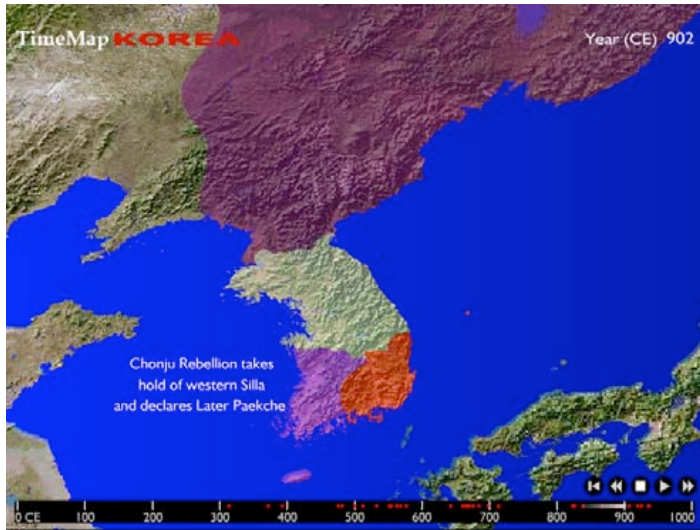 TimeMap KOREA
Year (CE) 902
Chonju Rebellion takes
hold of western Silla
and declares Later Paekche
0 CE 100 200 300 400 500 600 700 800 900 1000